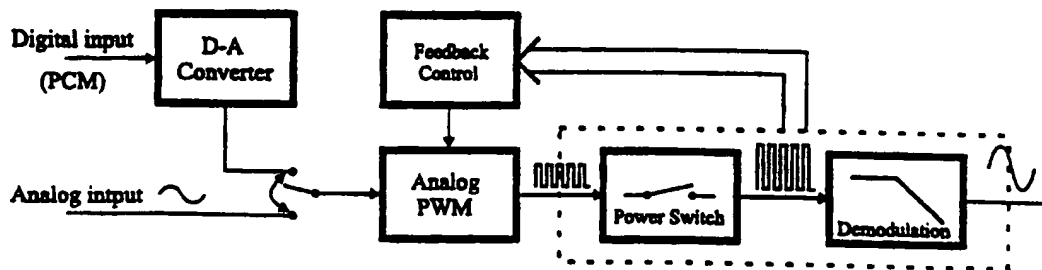 Digital input
(PCM)
D-A
Converter
Feedback
Control
Analog intput
Analog
PWM
Power Switch
Demodulation